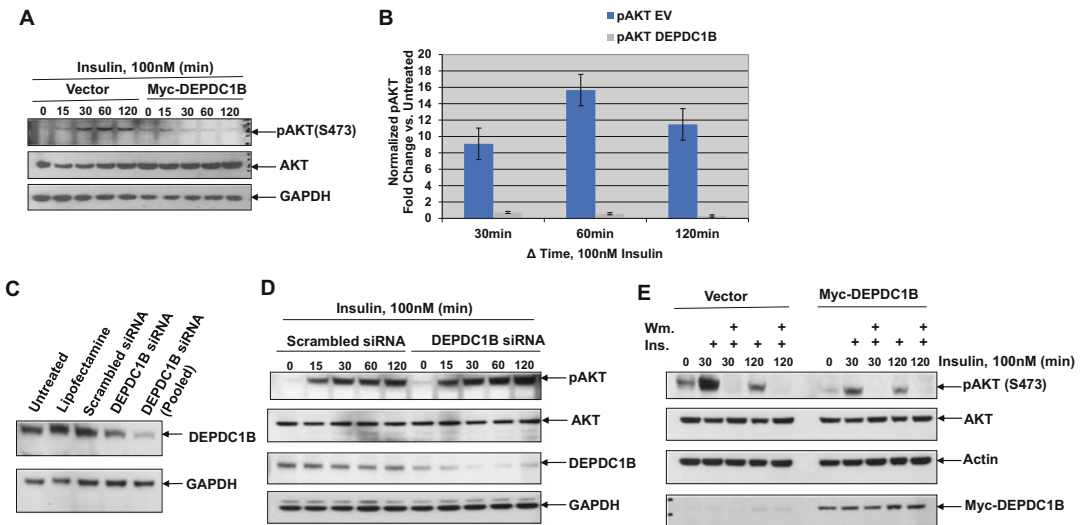 A
Insulin, 100nM (min)
Vector Myc-DEPDC1B
0 15 30 60 120 0 15 30 60 120
pAKT(S473)
AKT
GAPDH
B
pAKT EV
pAKT DEPDC1B
Normalized pAKT
Fold Change vs. Untreated
20
18
16
14
12
10
8
6
4
2
0
30min 60min 120min
Δ Time, 100nM Insulin
C
Untreated
Lipofectamine
Scrambled siRNA
DEPDC1B siRNA
DEPDC1B siRNA
(Pooled)
DEPDC1B
GAPDH
D
Insulin, 100nM (min)
Scrambled siRNA DEPDC1B siRNA
0 15 30 60 120 0 15 30 60 120
pAKT
AKT
DEPDC1B
GAPDH
E
Vector Myc-DEPDC1B
Wm. + + + +
Ins. + + + + + + + +
0 30 30 120 120 0 30 30 120 120 Insulin, 100nM (min)
pAKT (S473)
AKT
Actin
Myc-DEPDC1B